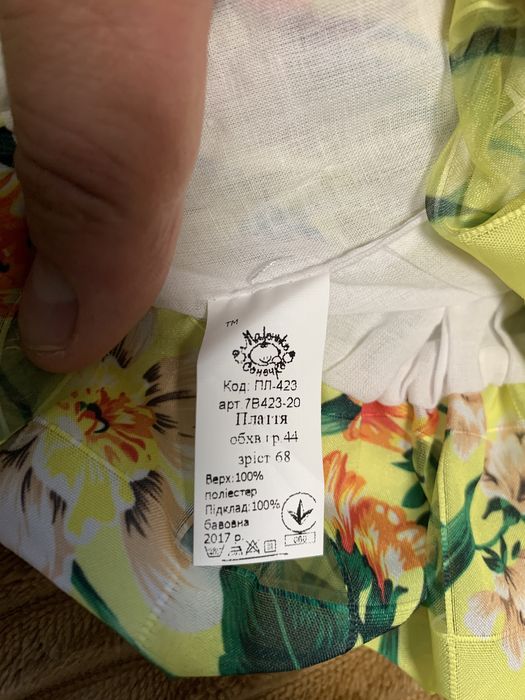 TM
Маленьке
Сонечко
Код: ПЛ-423
арт.7В423-20
Плаття
обхв гр.44
зріст 68
Верх:100%
поліестер
Підклад:100%
бавовна
2017 р.